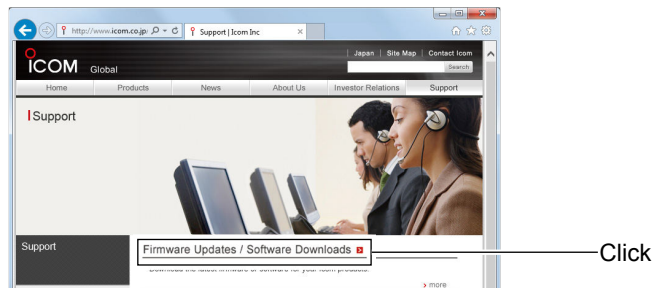 http://www.icom.co.jp/
Support | Icom Inc
ICOM Global
Japan | Site Map | Contact Icom
Search
Home Products News About Us Investor Relations Support
Support
Support
Firmware Updates / Software Downloads
Click
Download the latest firmware or software for your Icom products.
more